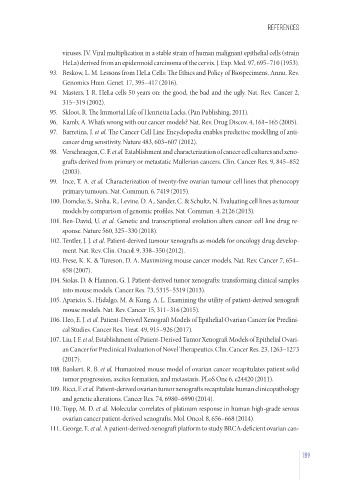 REFERENCES
viruses. IV. Viral multiplication in a stable strain of human malignant epithelial cells (strain
HeLa) derived from an epidermoid carcinoma of the cervix. J. Exp. Med. 97, 695–710 (1953).
93. Beskow, L. M. Lessons from HeLa Cells: The Ethics and Policy of Biospecimens. Annu. Rev.
Genomics Hum. Genet. 17, 395–417 (2016).
94. Masters, J. R. HeLa cells 50 years on: the good, the bad and the ugly. Nat. Rev. Cancer 2,
315–319 (2002).
95. Skloot, R. The Immortal Life of Henrietta Lacks. (Pan Publishing, 2011).
96. Kamb, A. What's wrong with our cancer models? Nat. Rev. Drug Discov. 4, 161–165 (2005).
97. Barretina, J. et al. The Cancer Cell Line Encyclopedia enables predictive modelling of anti-
cancer drug sensitivity. Nature 483, 603–607 (2012).
98. Verschraegen, C. F. et al. Establishment and characterization of cancer cell cultures and xeno-
grafts derived from primary or metastatic Mullerian cancers. Clin. Cancer Res. 9, 845–852
(2003).
99. Ince, T. A. et al. Characterization of twenty-five ovarian tumour cell lines that phenocopy
primary tumours. Nat. Commun. 6, 7419 (2015).
100. Domcke, S., Sinha, R., Levine, D. A., Sander, C. & Schultz, N. Evaluating cell lines as tumour
models by comparison of genomic profiles. Nat. Commun. 4, 2126 (2013).
101. Ben-David, U. et al. Genetic and transcriptional evolution alters cancer cell line drug re-
sponse. Nature 560, 325–330 (2018).
102. Tentler, J. J. et al. Patient-derived tumour xenografts as models for oncology drug develop-
ment. Nat. Rev. Clin. Oncol. 9, 338–350 (2012).
103. Frese, K. K. & Tuveson, D. A. Maximizing mouse cancer models. Nat. Rev. Cancer 7, 654–
658 (2007).
104. Siolas, D. & Hannon, G. J. Patient-derived tumor xenografts: transforming clinical samples
into mouse models. Cancer Res. 73, 5315–5319 (2013).
105. Aparicio, S., Hidalgo, M. & Kung, A. L. Examining the utility of patient-derived xenograft
mouse models. Nat. Rev. Cancer 15, 311–316 (2015).
106. Heo, E. J. et al. Patient-Derived Xenograft Models of Epithelial Ovarian Cancer for Preclini-
cal Studies. Cancer Res. Treat. 49, 915–926 (2017).
107. Liu, J. F. et al. Establishment of Patient-Derived Tumor Xenograft Models of Epithelial Ovari-
an Cancer for Preclinical Evaluation of Novel Therapeutics. Clin. Cancer Res. 23, 1263–1273
(2017).
108. Bankert, R. B. et al. Humanized mouse model of ovarian cancer recapitulates patient solid
tumor progression, ascites formation, and metastasis. PLoS One 6, e24420 (2011).
109. Ricci, F. et al. Patient-derived ovarian tumor xenografts recapitulate human clinicopathology
and genetic alterations. Cancer Res. 74, 6980–6990 (2014).
110. Topp, M. D. et al. Molecular correlates of platinum response in human high-grade serous
ovarian cancer patient-derived xenografts. Mol. Oncol. 8, 656–668 (2014).
111. George, E. et al. A patient-derived-xenograft platform to study BRCA-deficient ovarian can-
189